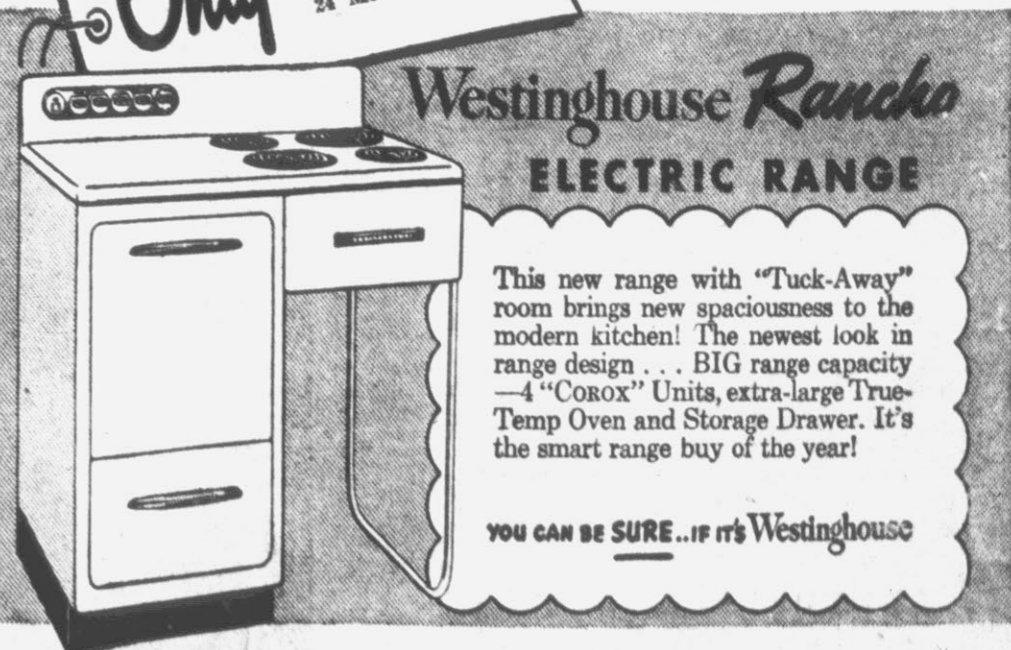 Only
24
Westinghouse Rancho
ELECTRIC RANGE
This new range with “Tuck-Away”
room brings new spaciousness to the
modern kitchen! The newest look in
range design . . . BIG range capacity
—4 “COROX” Units, extra-large True-
Temp Oven and Storage Drawer. It’s
the smart range buy of the year!
YOU CAN BE SURE..IF IT’S Westinghouse